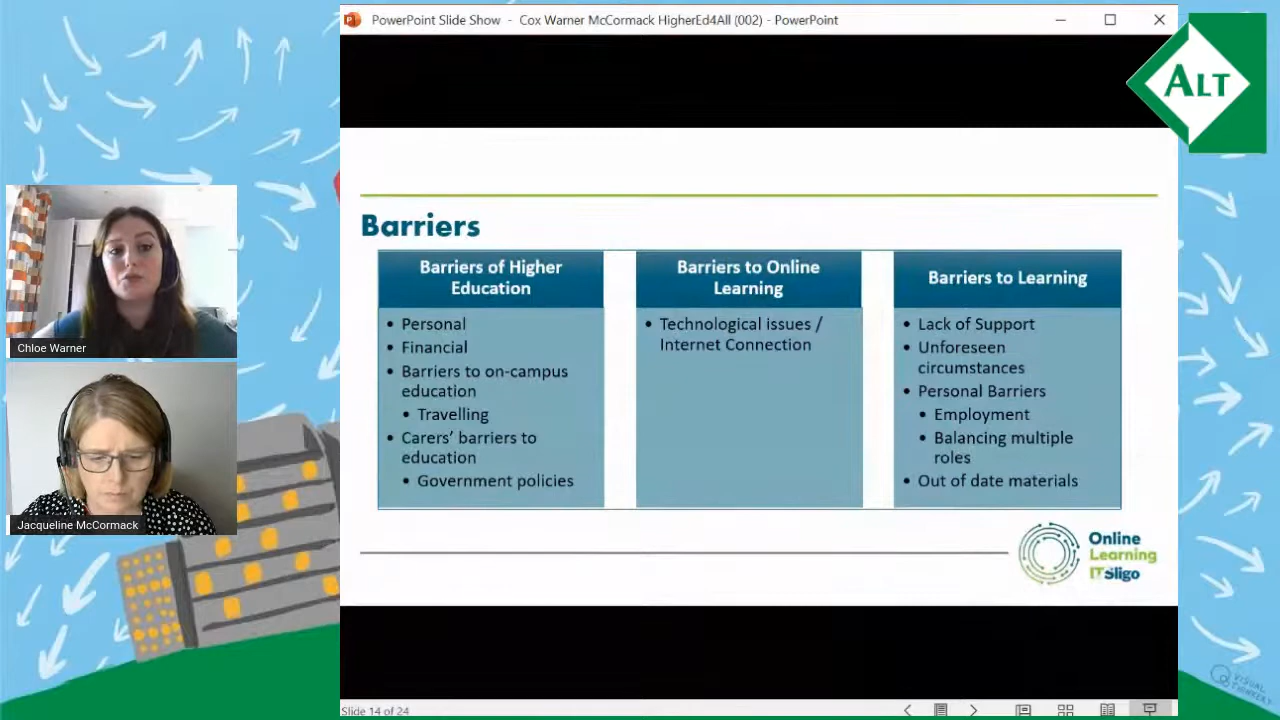 PowerPoint Slide Show - Cox Warner McCormack HigherEd4All (002) - PowerPoint
ALT
Barriers
Barriers of Higher
Education
Personal
Financial
Barriers to on-campus
education
Travelling
Carers' barriers to
education
Government policies
Barriers to Online
Learning
Technological issues /
Internet Connection
Barriers to Learning
Lack of Support
Unforeseen
circumstances
Personal Barriers
Employment
Balancing multiple
roles
Out of date materials
Chloe Warner
Jacqueline McCormack
Online
Learning
IT Sligo
VISUAL
THINKERY
Slide 14 of 24